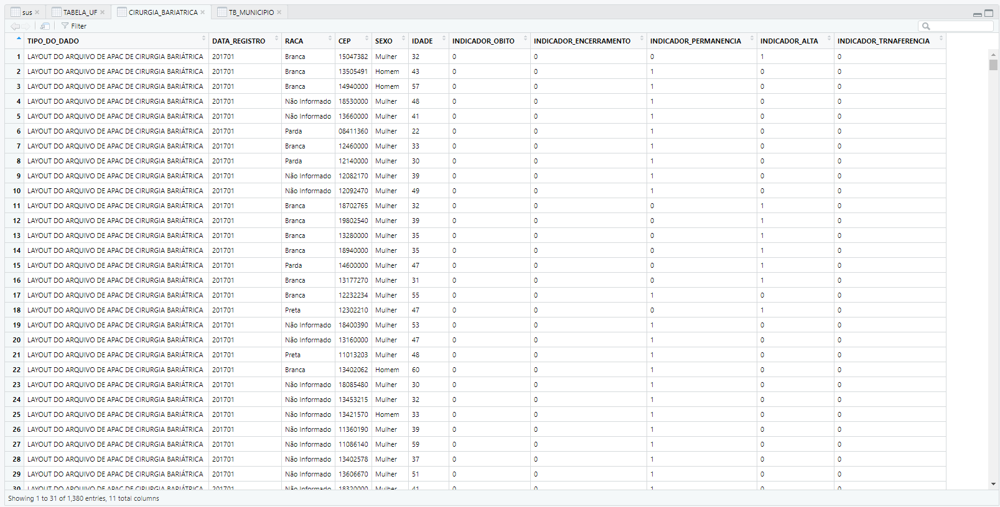 sus TABELA_UF CIRURGIA_BARIATRICA TB_MUNICIPIO
Filter
TIPO_DO_DADO DATA_REGISTRO RACA CEP SEXO IDADE INDICADOR_OBITO INDICADOR_ENCERRAMENTO INDICADOR_PERMANENCIA INDICADOR_ALTA INDICADOR_TRNAFERENCIA
1 LAYOUT DO ARQUIVO DE APAC DE CIRURGIA BARIÁTRICA 201701 Branca 15047382 Mulher 32 0 0 0 1 0
2 LAYOUT DO ARQUIVO DE APAC DE CIRURGIA BARIÁTRICA 201701 Branca 13505491 Homem 43 0 0 1 0 0
3 LAYOUT DO ARQUIVO DE APAC DE CIRURGIA BARIÁTRICA 201701 Branca 14940000 Homem 57 0 0 1 0 0
4 LAYOUT DO ARQUIVO DE APAC DE CIRURGIA BARIÁTRICA 201701 Não Informado 18530000 Mulher 48 0 0 1 0 0
5 LAYOUT DO ARQUIVO DE APAC DE CIRURGIA BARIÁTRICA 201701 Não Informado 13660000 Mulher 41 0 0 1 0 0
6 LAYOUT DO ARQUIVO DE APAC DE CIRURGIA BARIÁTRICA 201701 Parda 08411360 Mulher 22 0 0 1 0 0
7 LAYOUT DO ARQUIVO DE APAC DE CIRURGIA BARIÁTRICA 201701 Branca 12460000 Mulher 33 0 0 1 0 0
8 LAYOUT DO ARQUIVO DE APAC DE CIRURGIA BARIÁTRICA 201701 Parda 12140000 Mulher 30 0 0 1 0 0
9 LAYOUT DO ARQUIVO DE APAC DE CIRURGIA BARIÁTRICA 201701 Não Informado 12082170 Mulher 39 0 0 1 0 0
10 LAYOUT DO ARQUIVO DE APAC DE CIRURGIA BARIÁTRICA 201701 Não Informado 12092470 Mulher 49 0 0 1 0 0
11 LAYOUT DO ARQUIVO DE APAC DE CIRURGIA BARIÁTRICA 201701 Branca 18702765 Mulher 32 0 0 0 1 0
12 LAYOUT DO ARQUIVO DE APAC DE CIRURGIA BARIÁTRICA 201701 Branca 19802540 Mulher 39 0 0 0 1 0
13 LAYOUT DO ARQUIVO DE APAC DE CIRURGIA BARIÁTRICA 201701 Branca 13280000 Mulher 35 0 0 0 1 0
14 LAYOUT DO ARQUIVO DE APAC DE CIRURGIA BARIÁTRICA 201701 Branca 18940000 Mulher 35 0 0 0 1 0
15 LAYOUT DO ARQUIVO DE APAC DE CIRURGIA BARIÁTRICA 201701 Parda 14600000 Mulher 47 0 0 0 1 0
16 LAYOUT DO ARQUIVO DE APAC DE CIRURGIA BARIÁTRICA 201701 Branca 13177270 Mulher 31 0 0 0 1 0
17 LAYOUT DO ARQUIVO DE APAC DE CIRURGIA BARIÁTRICA 201701 Branca 12232234 Mulher 55 0 0 1 0 0
18 LAYOUT DO ARQUIVO DE APAC DE CIRURGIA BARIÁTRICA 201701 Preta 12302210 Mulher 47 0 0 0 1 0
19 LAYOUT DO ARQUIVO DE APAC DE CIRURGIA BARIÁTRICA 201701 Não Informado 18400390 Mulher 53 0 0 1 0 0
20 LAYOUT DO ARQUIVO DE APAC DE CIRURGIA BARIÁTRICA 201701 Não Informado 13160000 Mulher 47 0 0 1 0 0
21 LAYOUT DO ARQUIVO DE APAC DE CIRURGIA BARIÁTRICA 201701 Preta 11013203 Mulher 48 0 0 1 0 0
22 LAYOUT DO ARQUIVO DE APAC DE CIRURGIA BARIÁTRICA 201701 Branca 13402062 Homem 60 0 0 1 0 0
23 LAYOUT DO ARQUIVO DE APAC DE CIRURGIA BARIÁTRICA 201701 Não Informado 18085480 Mulher 30 0 0 1 0 0
24 LAYOUT DO ARQUIVO DE APAC DE CIRURGIA BARIÁTRICA 201701 Não Informado 13453215 Mulher 32 0 0 1 0 0
25 LAYOUT DO ARQUIVO DE APAC DE CIRURGIA BARIÁTRICA 201701 Não Informado 13421570 Homem 33 0 0 1 0 0
26 LAYOUT DO ARQUIVO DE APAC DE CIRURGIA BARIÁTRICA 201701 Não Informado 11360190 Mulher 39 0 0 1 0 0
27 LAYOUT DO ARQUIVO DE APAC DE CIRURGIA BARIÁTRICA 201701 Não Informado 11086140 Mulher 59 0 0 1 0 0
28 LAYOUT DO ARQUIVO DE APAC DE CIRURGIA BARIÁTRICA 201701 Não Informado 13402578 Mulher 37 0 0 1 0 0
29 LAYOUT DO ARQUIVO DE APAC DE CIRURGIA BARIÁTRICA 201701 Não Informado 13606670 Mulher 51 0 0 1 0 0
30 LAYOUT DO ARQUIVO DE APAC DE CIRURGIA BARIÁTRICA 201701 Não Informado 18320000 Mulher 41 0 0 1 0 0
Showing 1 to 31 of 1,380 entries, 11 total columns